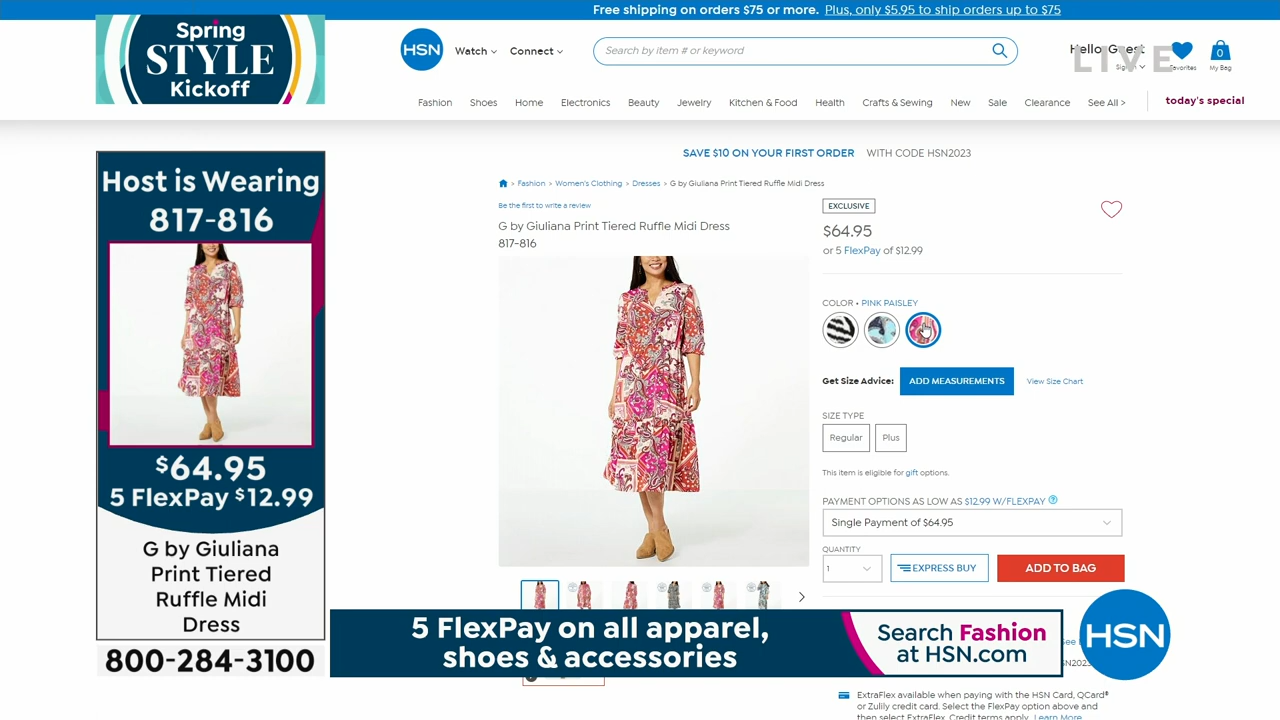 Free shipping on orders $75 or more. Plus, only $5.95 to ship orders up to $75
Spring
STYLE
Kickoff
HSN
Watch
Connect
Search by item # or keyword
Hello Guest
LIVE
Favorites
0
My Bag
Fashion
Shoes
Home
Electronics
Beauty
Jewelry
Kitchen & Food
Health
Crafts & Sewing
New
Sale
Clearance
See All >
today's special
SAVE $10 ON YOUR FIRST ORDER WITH CODE HSN2023
Host is Wearing
817-816
$64.95
5 FlexPay $12.99
G by Giuliana
Print Tiered
Ruffle Midi
Dress
800-284-3100
> Fashion > Women's Clothing > Dresses > G by Giuliana Print Tiered Ruffle Midi Dress
Be the first to write a review
G by Giuliana Print Tiered Ruffle Midi Dress
817-816
EXCLUSIVE
$64.95
or 5 FlexPay of $12.99
COLOR • PINK PAISLEY
Get Size Advice:
ADD MEASUREMENTS
View Size Chart
SIZE TYPE
Regular
Plus
This item is eligible for gift options.
PAYMENT OPTIONS AS LOW AS $12.99 W/FLEXPAY ?
Single Payment of $64.95
QUANTITY
1
EXPRESS BUY
ADD TO BAG
5 FlexPay on all apparel,
shoes & accessories
Search Fashion
at HSN.com
HSN
ExtraFlex available when paying with the HSN Card, QCard®
or Zulily credit card. Select the FlexPay option above and
then select ExtraFlex. Credit terms apply. Learn More